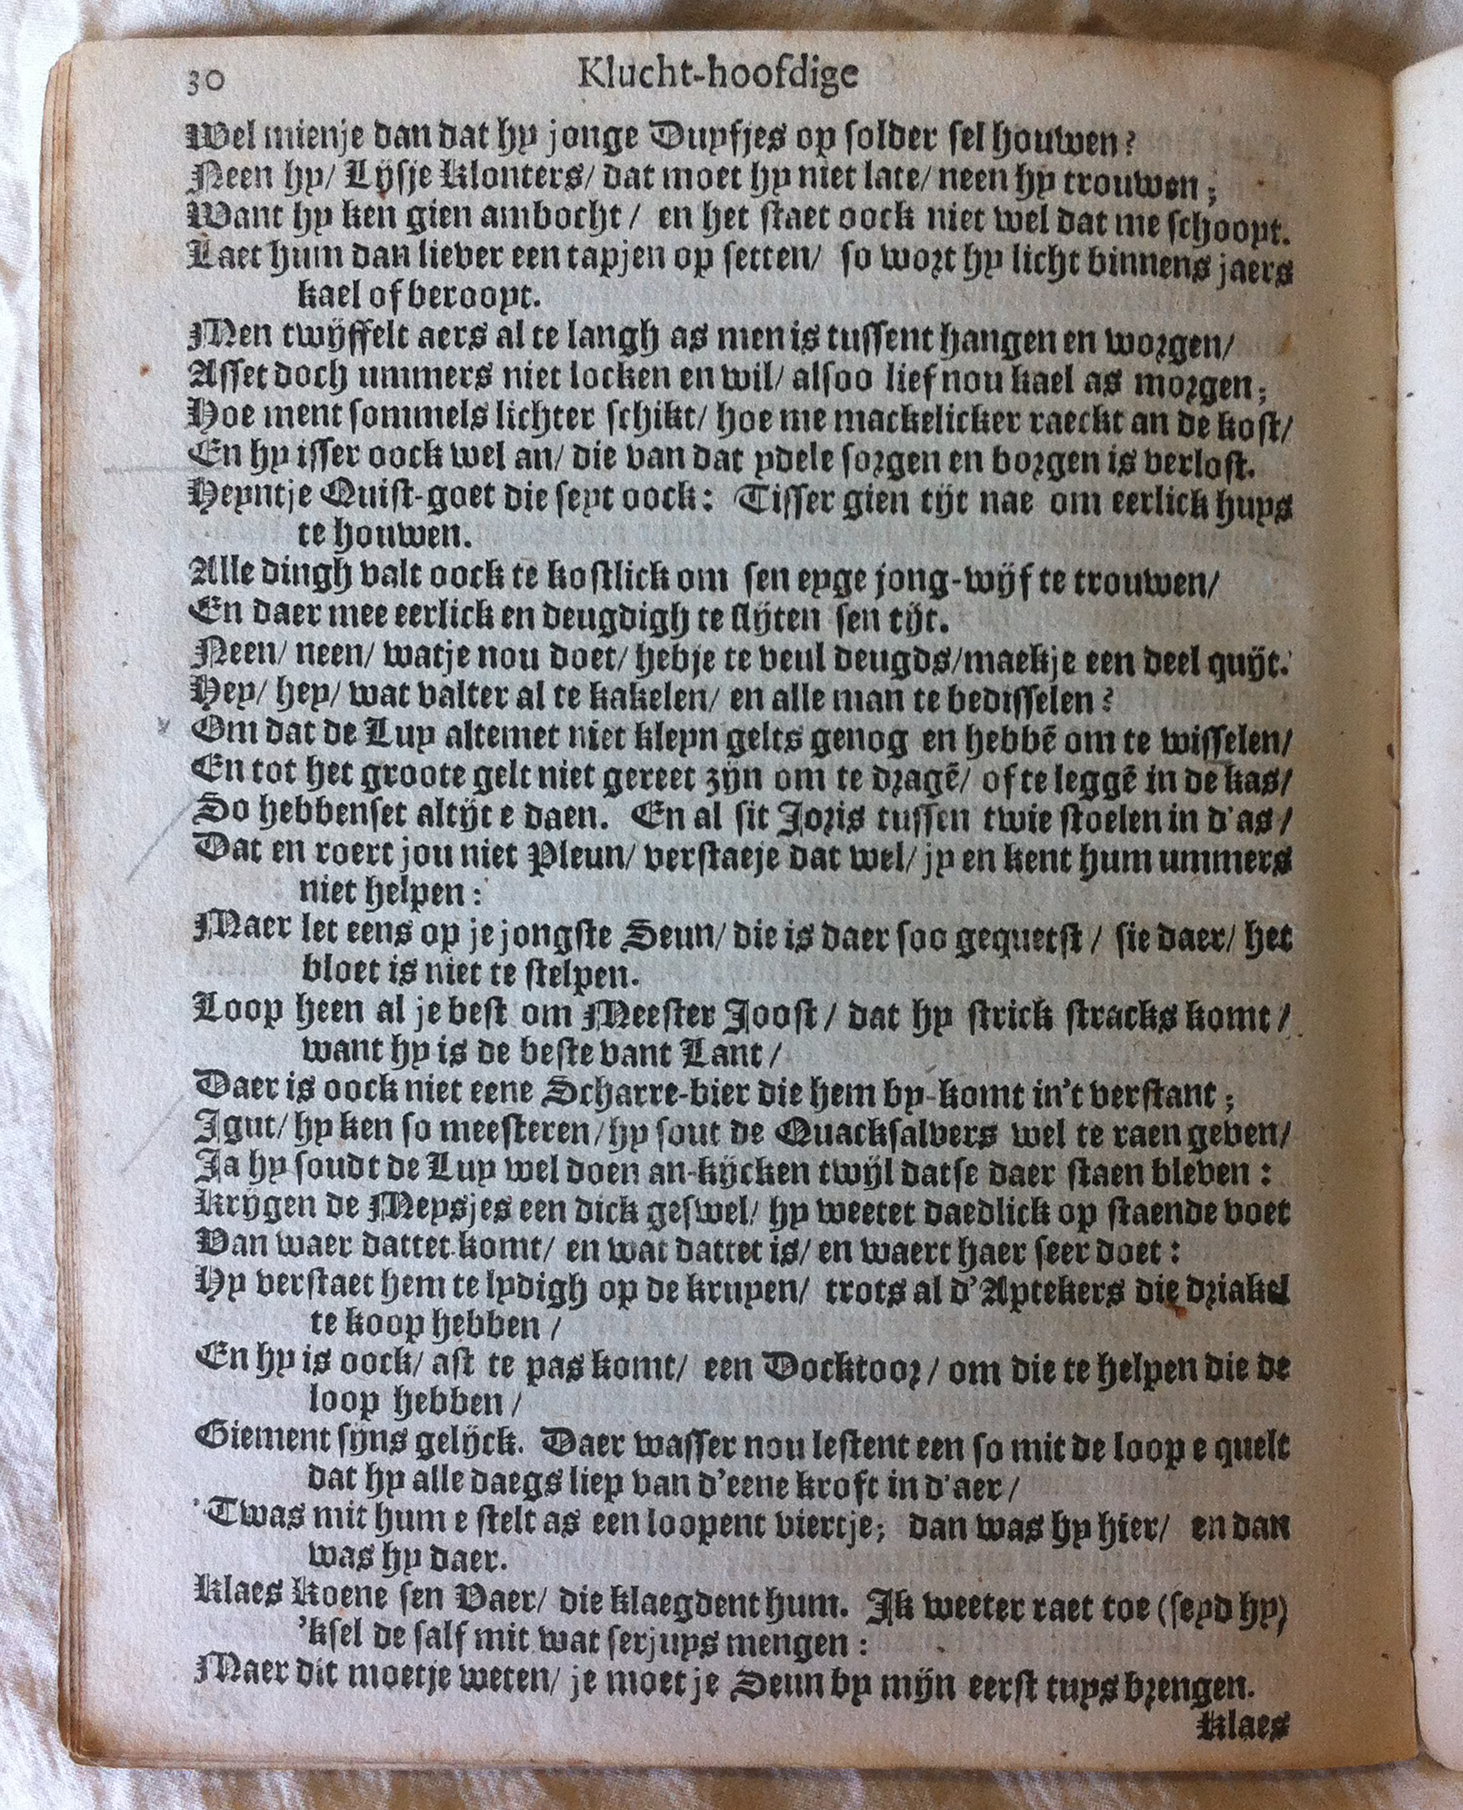 30 Klucht-hoofdige
Wel mienje dan dat hy jonge Duyfjes op solder sel houwen?
Neen hy/ Lijsje Klonters/ dat moet hy niet late/ neen hy trouwen;
Want hy ken gien ambocht/ en het staet oock niet wel dat me schoopt.
Laet hum dan liever een tapjen op setten/ so wort hy licht binnens jaers
kael of beroopt.
Men twijffelt aers al te langh as men is tussent hangen en worgen/
Asset doch ummers niet locken en wil/ alsoo lief nou kael as morgen;
Hoe ment sommels lichter schikt/ hoe me mackelicker raeckt an de kost/
En hy isser oock wel an/ die van dat ydele sorgen en borgen is verlost.
Heyntje Quist-goet die seyt oock: Tisser gien tijt nae om eerlick huys
te houwen.
Alle dingh valt oock te kostlick om sen eyge jong-wijf te trouwen/
En daer mee eerlick en deugdigh te slijten sen tijt.
Neen/ neen/ watje nou doet/ hebje te veul deugds/ maekje een deel quijt.
Hey/ hey/ wat valter al te kakelen/ en alle man te bedisselen?
Om dat de Luy altemet niet kleyn gelts genog en hebbē om te wisselen/
En tot het groote gelt niet gereet zijn om te dragē/ of te leggē in de kas/
So hebbenset altijt e daen. En al sit Joris tussen twie stoelen in d'as/
Dat en roert jou niet Pleun/ verstaeje dat wel/ jy en kent hum ummers
niet helpen:
Maer let eens op je jongste Seun/ die is daer soo gequetst/ sie daer/ het
bloet is niet te stelpen.
Loop heen al je best om Meester Joost/ dat hy strick stracks komt/
want hy is de beste vant Lant/
Daer is oock niet eene Scharre-bier die hem by-komt in't verstant;
Igut/ hy ken so meesteren/ hy sout de Quacksalvers wel te raen geven/
Ja hy soudt de Luy wel doen an-kijcken twijl datse daer staen bleven:
Krijgen de Meysjes een dick geswel/ hy weetet daedlick op staende voet
Van waer dattet komt/ en wat dattet is/ en waert haer seer doet:
Hy verstaet hem te lydigh op de kruyen/ trots al d'Aptekers die driakel
te koop hebben/
En hy is oock/ ast te pas komt/ een Docktoor/ om die te helpen die de
loop hebben/
Giement sijns gelijck. Daer wasser nou lestent een so mit de loop e quelt
dat hy alle daegs liep van d'eene kroft in d'aer/
'Twas mit hum e stelt as een loopent viertje; dan was hy hier/ en dan
was hy daer.
Klaes Koene sen Vaer/ die klaegdent hum. Ik weeter raet toe (seyd hy)
'ksel de salf mit wat serjuys mengen:
Maer dit moetje weten/ je moet je Seun by mijn eerst tuys brengen.
Klaes